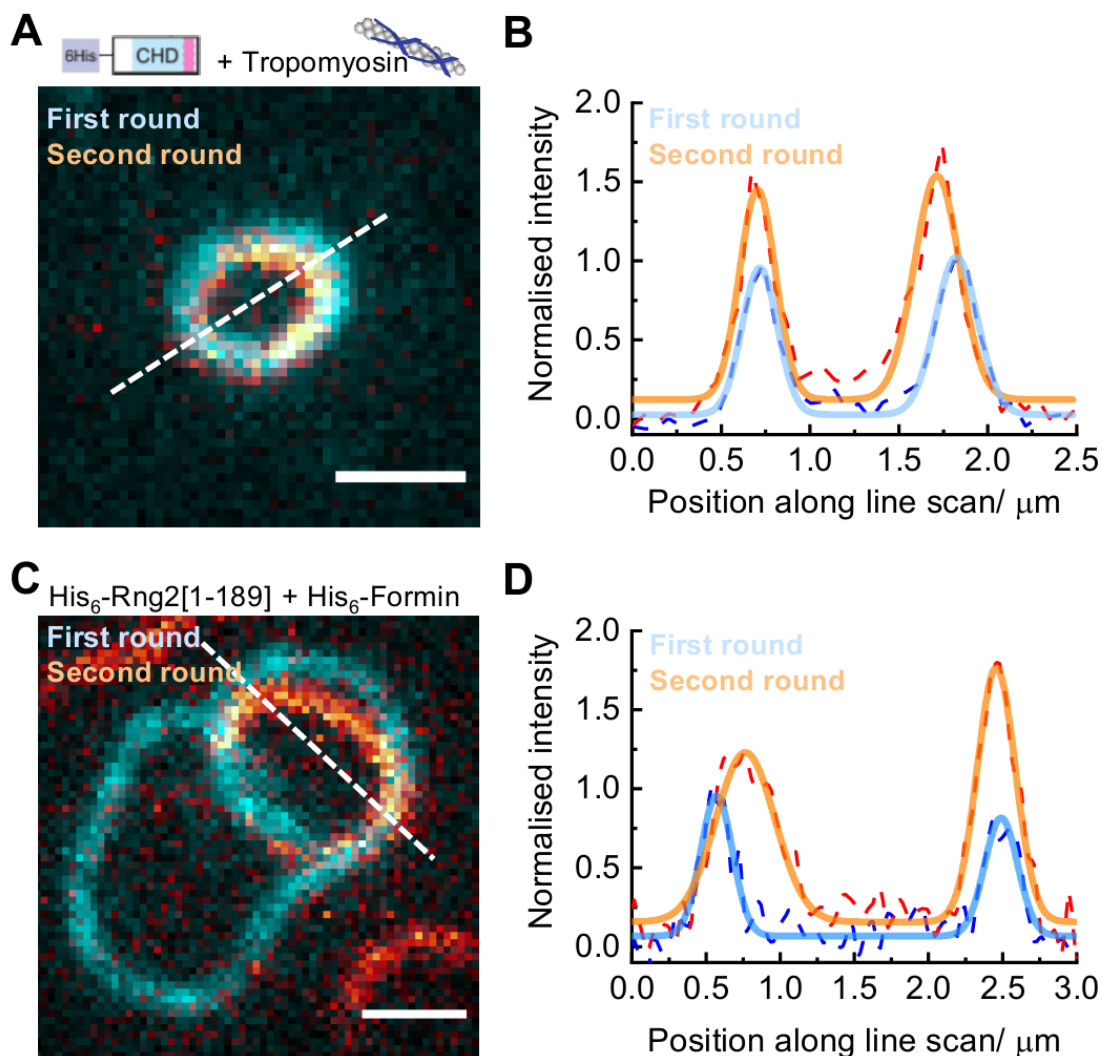 A
6His CHD + Tropomyosin
First round
Second round
B
2.0
1.5
1.0
0.5
0.0
Normalised intensity
First round
Second round
0.0 0.5 1.0 1.5 2.0 2.5
Position along line scan/ μm
C
His₆-Rng2[1-189] + His₆-Formin
First round
Second round
D
2.0
1.5
1.0
0.5
0.0
Normalised intensity
First round
Second round
0.0 0.5 1.0 1.5 2.0 2.5 3.0
Position along line scan/ μm